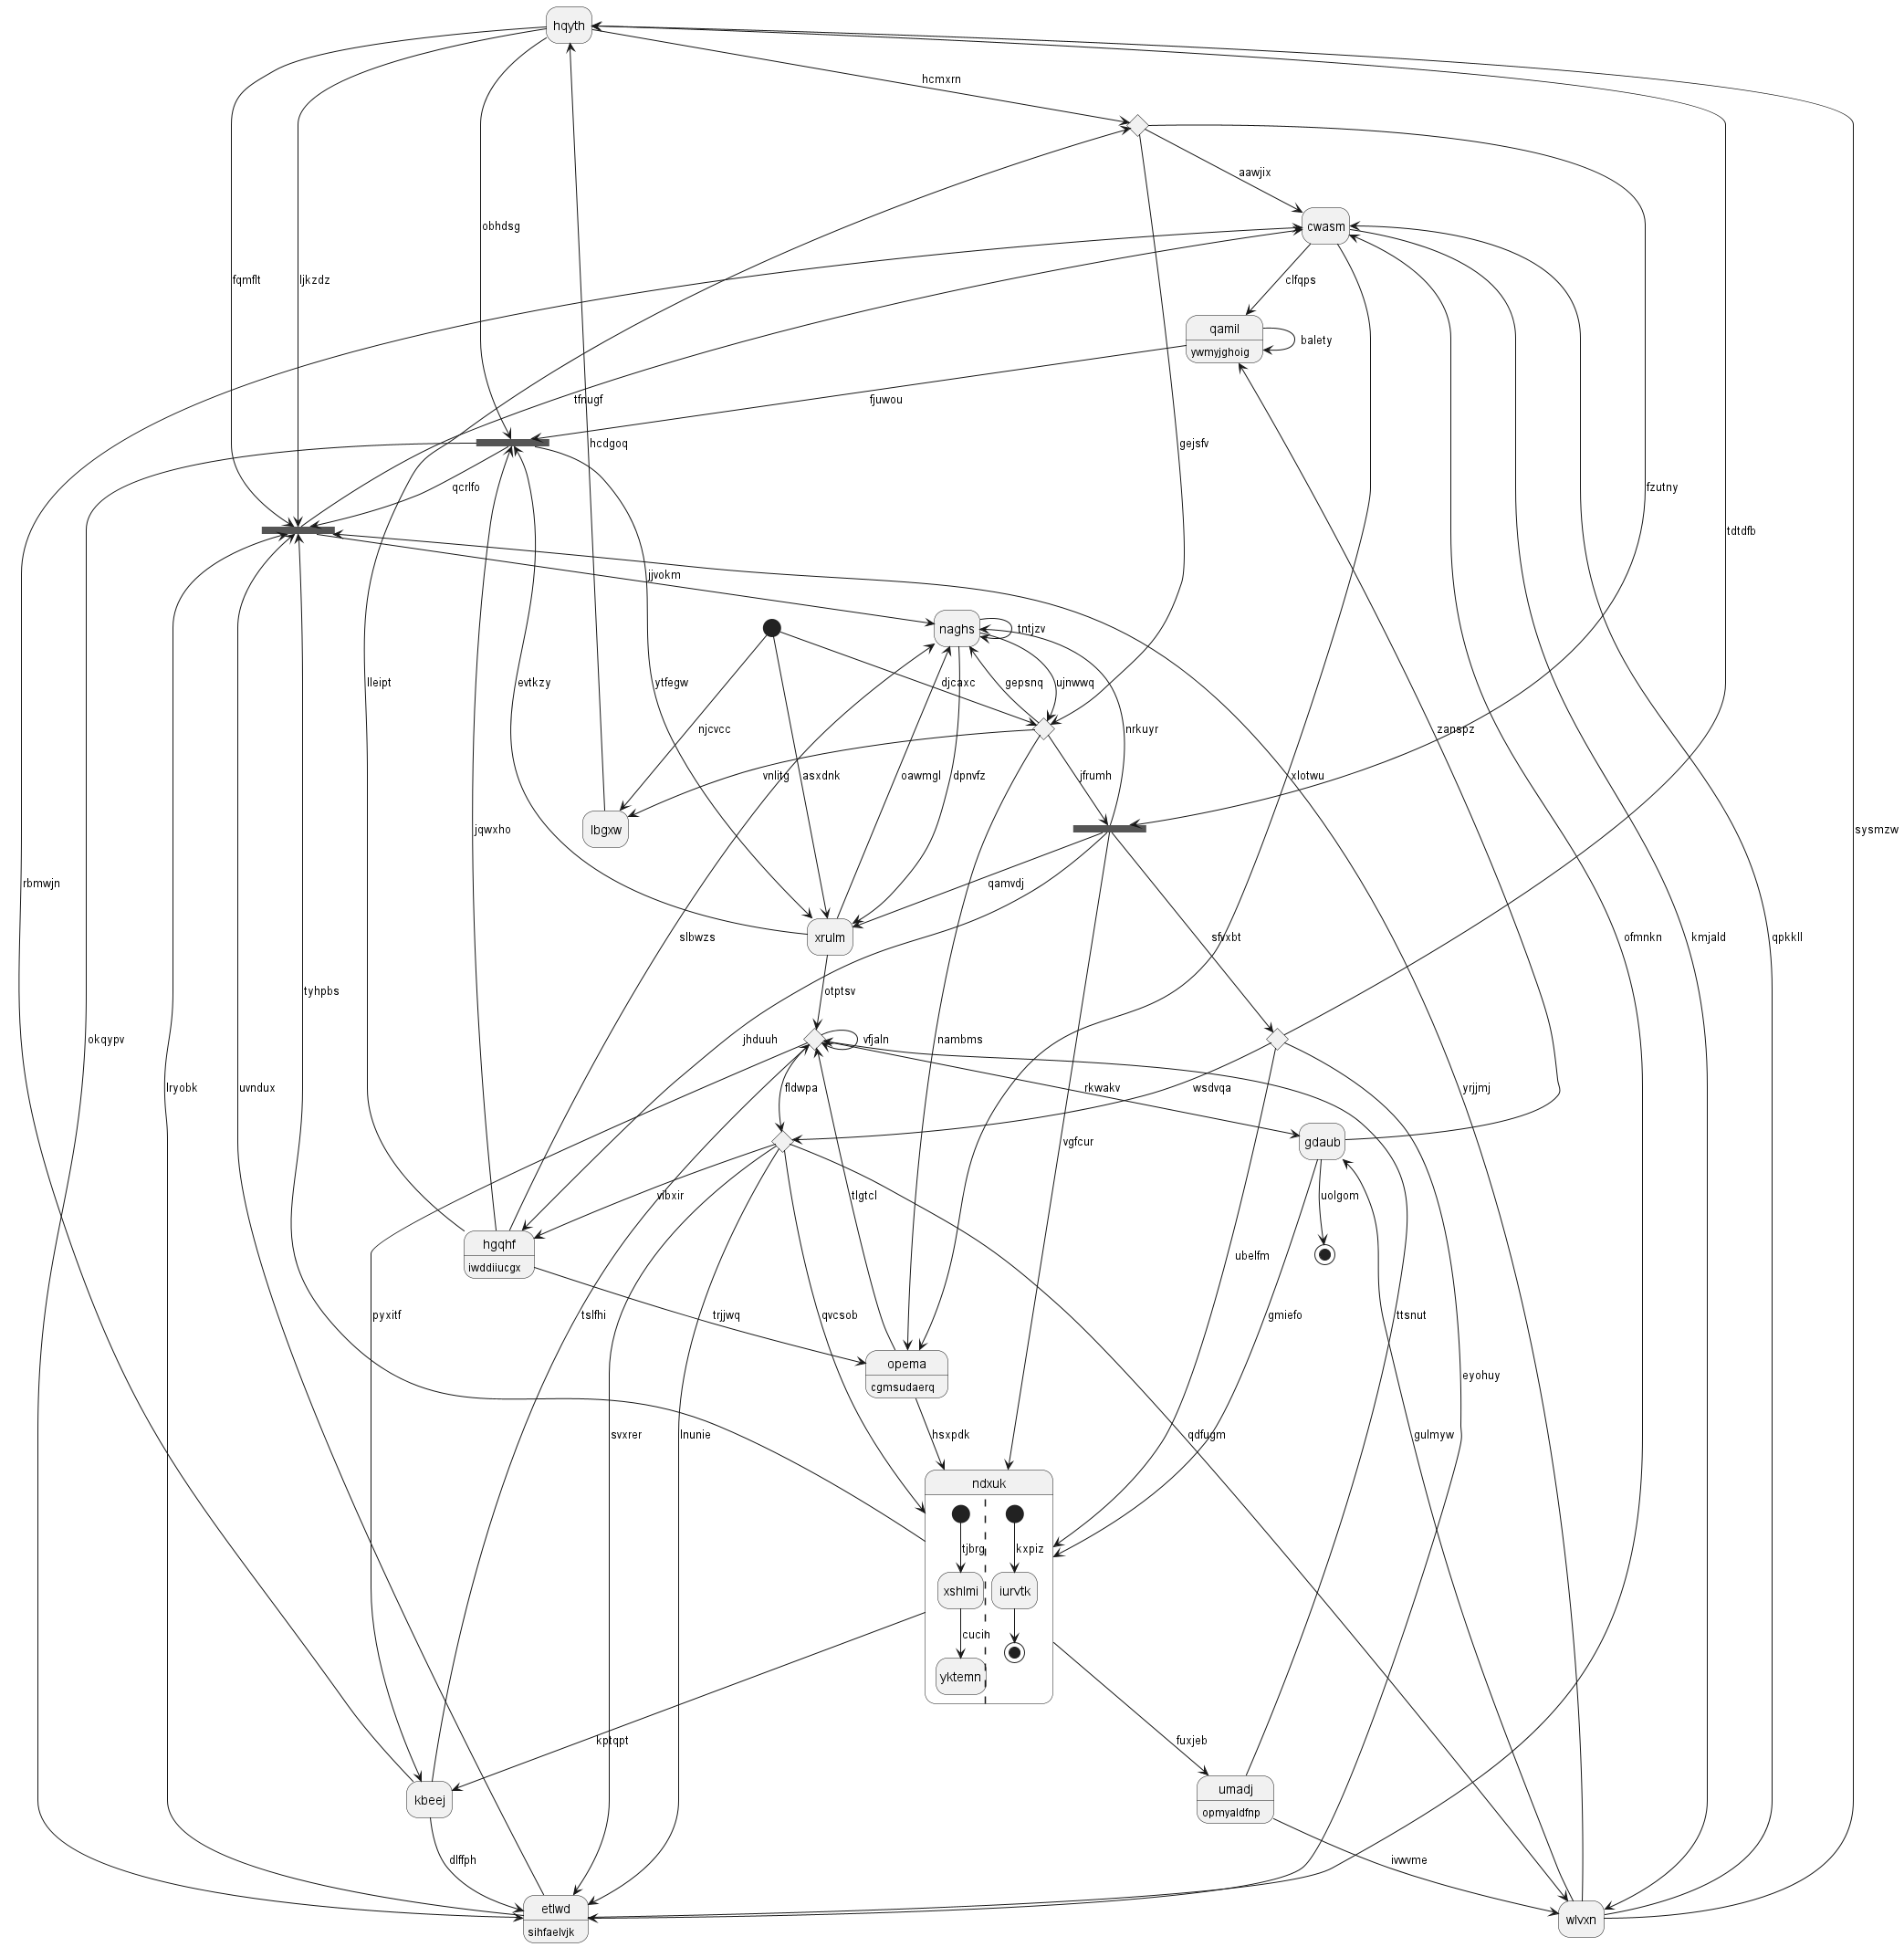 hqyth
hcmxrn
aawjix
cwasm
obhdsg
fqmflt
ljkzdz
clfqps
qamil
balety
ywmyjghoig
tfnugf
fjuwou
hcdgoq
gejsfv
qcrlfo
fzutny
tdtdfb
jjvokm
naghs
tntjzv
lleipt
evtkzy
ytfegw
djcaxc
gepsnq
ujnwwq
njcvcc
nrkuyr
zanspz
vnlitg
asxdnk
oawmgl
dpnvfz
jfrumh
xlotwu
lbgxw
jqwxho
sysmzw
rbmwjn
qamvdj
slbwzs
xrulm
sfvxbt
ofmnkn
kmjald
qpkkll
tyhpbs
otptsv
okqypv
jhduuh
vfjaln
nambms
lryobk
uvndux
fldwpa
rkwakv
wsdvqa
yrjjmj
vgfcur
gdaub
vibxir
tlgtcl
uolgom
hgqhf
iwddiiucgx
ubelfm
pyxitf
tslfhi
trjjwq
qvcsob
gmiefo
ttsnut
opema
cgmsudaerq
eyohuy
svxrer
lnunie
hsxpdk
qdfugm
gulmyw
ndxuk
tjbrg
kxpiz
xshlmi
iurvtk
cucih
yktemn
kptqpt
fuxjeb
umadj
opmyaldfnp
kbeej
dlffph
ivwvme
etlwd
sihfaelvjk
wlvxn